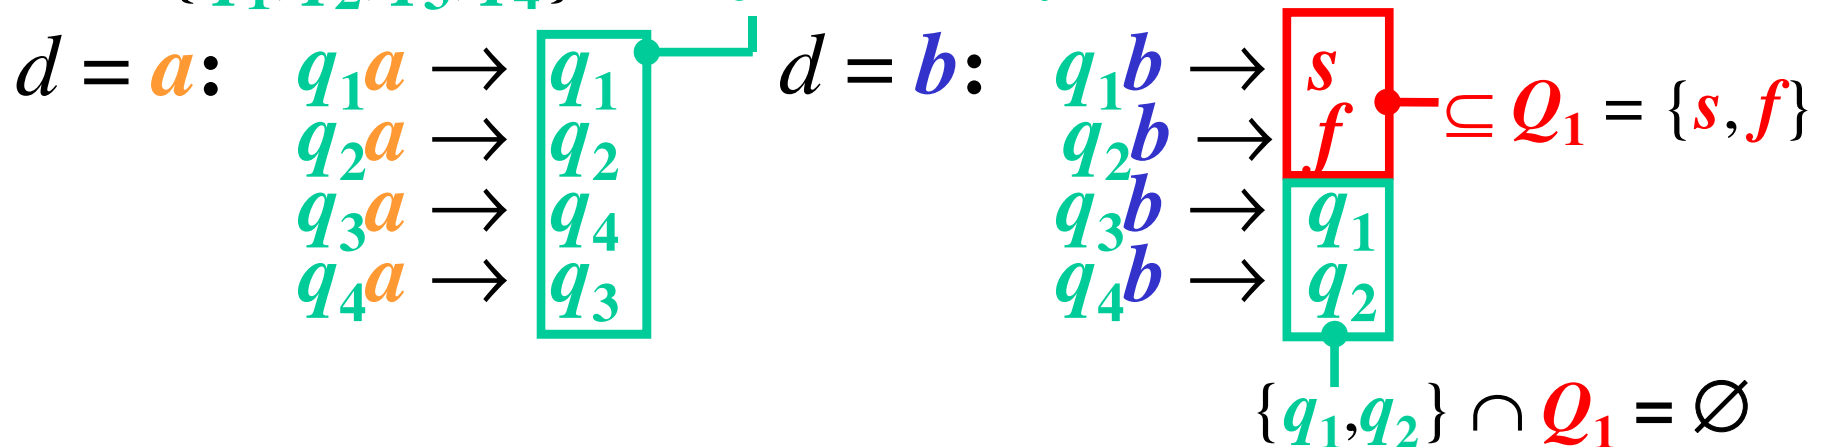 d = a: q₁a → q₁ d = b: q₁b → s
q₂a → q₂ q₂b → f ⊆ Q₁ = {s, f}
q₃a → q₄ q₃b → q₁
q₄a → q₃ q₄b → q₂
{q₁,q₂} ∩ Q₁ = ∅